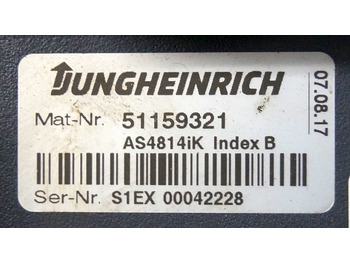 JUNGHEINRICH
Mat-Nr. 51159321
AS4814iK Index B
Ser-Nr. S1EX 00042228
07.08.17